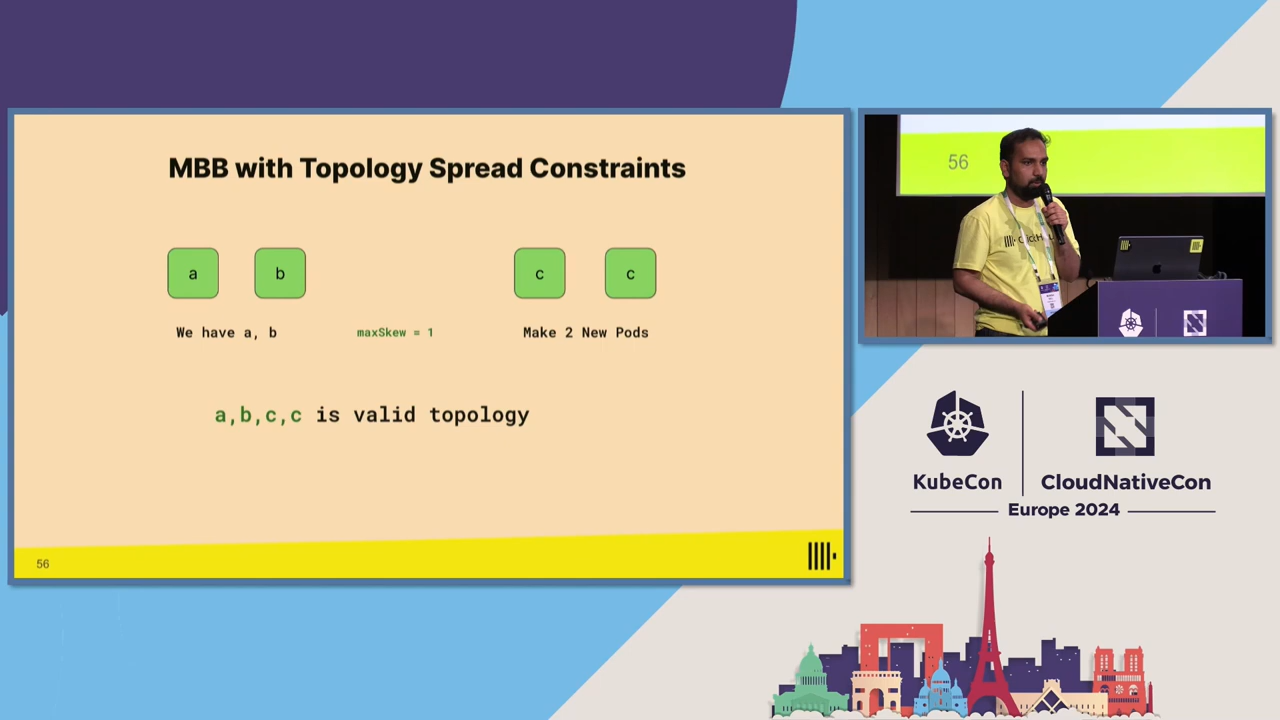 MBB with Topology Spread Constraints
a
b
c
c
We have a, b
maxSkew = 1
Make 2 New Pods
a,b,c,c is valid topology
56
56
KubeCon
CloudNativeCon
Europe 2024